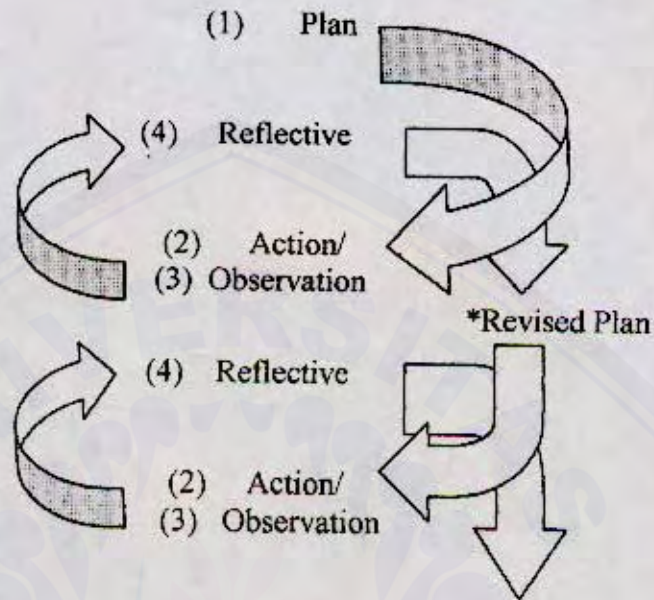 (1) Plan
(4) Reflective
(2) Action/
(3) Observation
*Revised Plan
(4) Reflective
(2) Action/
(3) Observation